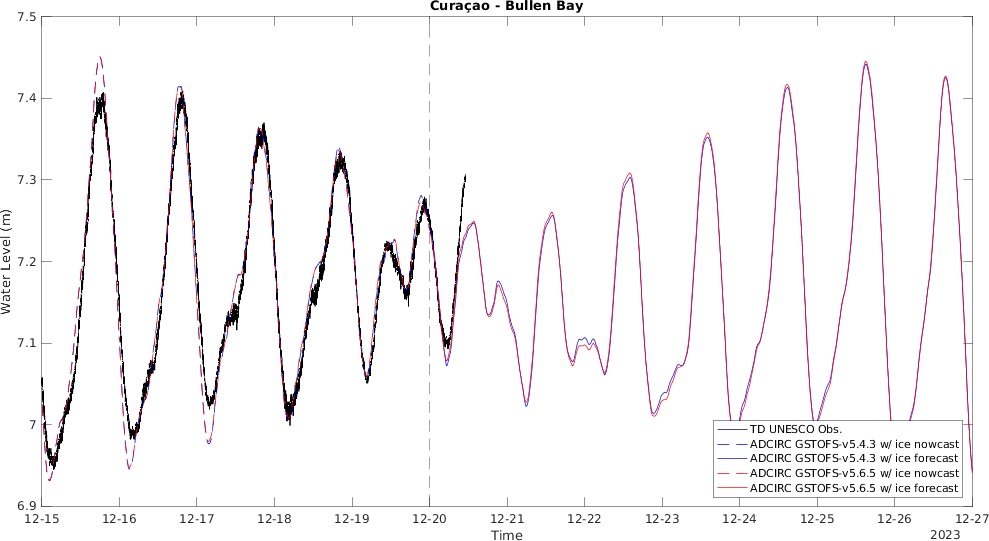 Curaçao - Bullen Bay
7.5
7.4
7.3
7.2
7.1
7
6.9
Water Level (m)
12-15 12-16 12-17 12-18 12-19 12-20 12-21 12-22 12-23 12-24 12-25 12-26 12-27
Time
2023
TD UNESCO Obs.
ADCIRC GSTOFS-v5.4.3 w/ ice nowcast
ADCIRC GSTOFS-v5.4.3 w/ ice forecast
ADCIRC GSTOFS-v5.6.5 w/ ice nowcast
ADCIRC GSTOFS-v5.6.5 w/ ice forecast